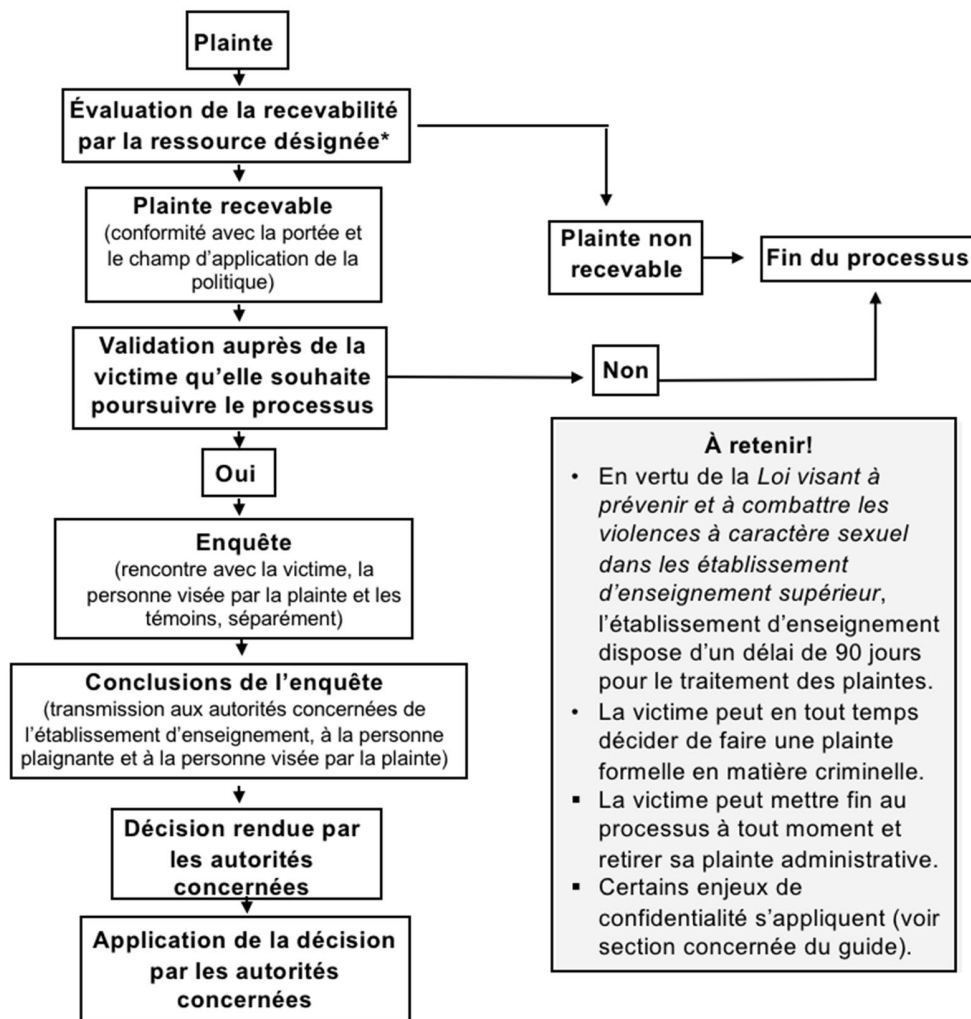 Plainte
Évaluation de la recevabilité
par la ressource désignée*
Plainte recevable
(conformité avec la portée et
le champ d'application de la
politique)
Plainte non
recevable
Fin du processus
Validation auprès de la
victime qu'elle souhaite
poursuivre le processus
Non
Oui
Enquête
(rencontre avec la victime, la
personne visée par la plainte et les
témoins, séparément)
Conclusions de l'enquête
(transmission aux autorités concernées de
l'établissement d'enseignement, à la personne
plaignante et à la personne visée par la plainte)
Décision rendue par
les autorités
concernées
Application de la décision
par les autorités
concernées
À retenir!
• En vertu de la Loi visant à
prévenir et à combattre les
violences à caractère sexuel
dans les établissement
d'enseignement supérieur,
l'établissement d'enseignement
dispose d'un délai de 90 jours
pour le traitement des plaintes.
• La victime peut en tout temps
décider de faire une plainte
formelle en matière criminelle.
▪ La victime peut mettre fin au
processus à tout moment et
retirer sa plainte administrative.
▪ Certains enjeux de
confidentialité s'appliquent (voir
section concernée du guide).